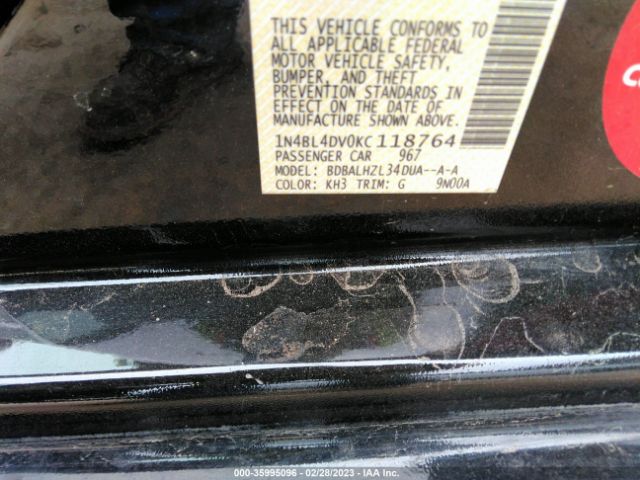 THIS VEHICLE CONFORMS TO
ALL APPLICABLE FEDERAL
MOTOR VEHICLE SAFETY,
BUMPER, AND THEFT
PREVENTION STANDARDS IN
EFFECT ON THE DATE OF
MANUFACTURE SHOWN ABOVE.
1N4BL4DV0KC118764
PASSENGER CAR 967
MODEL: BDBALHZL34DUA--A-A
COLOR: KH3 TRIM: G 9N00A
000-35995096 - 02/28/2023 - IAA Inc.